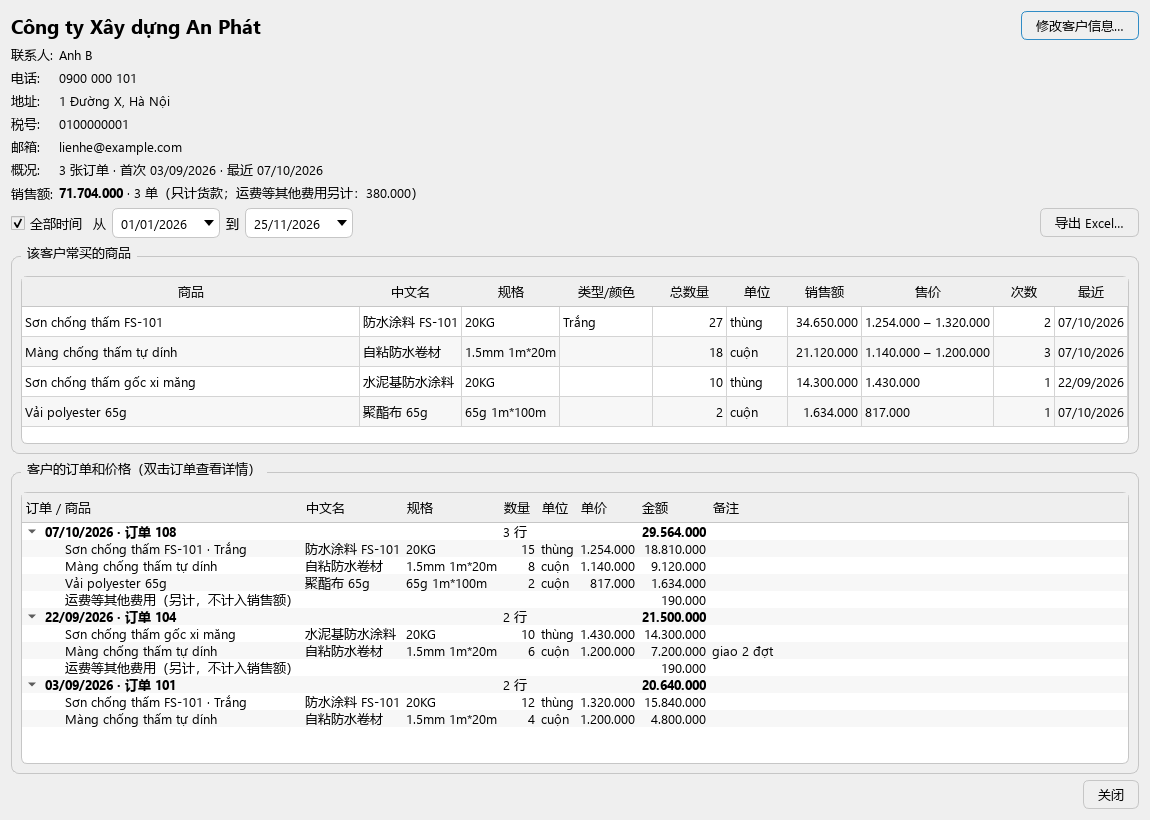 Công ty Xây dựng An Phát
修改客户信息...
联系人: Anh B
电话: 0900 000 101
地址: 1 Đường X, Hà Nội
税号: 0100000001
邮箱: lienhe@example.com
概况: 3 张订单 · 首次 03/09/2026 · 最近 07/10/2026
销售额: 71.704.000 · 3 单（只计货款；运费等其他费用另计：380.000）
全部时间 从 01/01/2026 到 25/11/2026 导出 Excel...
该客户常买的商品
商品 中文名 规格 类型/颜色 总数量 单位 销售额 售价 次数 最近
Sơn chống thấm FS-101 防水涂料 FS-101 20KG Trắng 27 thùng 34.650.000 1.254.000 – 1.320.000 2 07/10/2026
Màng chống thấm tự dính 自粘防水卷材 1.5mm 1m*20m 18 cuộn 21.120.000 1.140.000 – 1.200.000 3 07/10/2026
Sơn chống thấm gốc xi măng 水泥基防水涂料 20KG 10 thùng 14.300.000 1.430.000 1 22/09/2026
Vải polyester 65g 聚酯布 65g 65g 1m*100m 2 cuộn 1.634.000 817.000 1 07/10/2026
客户的订单和价格（双击订单查看详情）
订单 / 商品 中文名 规格 数量 单位 单价 金额 备注
07/10/2026 · 订单 108 3 行 29.564.000
Sơn chống thấm FS-101 · Trắng 防水涂料 FS-101 20KG 15 thùng 1.254.000 18.810.000
Màng chống thấm tự dính 自粘防水卷材 1.5mm 1m*20m 8 cuộn 1.140.000 9.120.000
Vải polyester 65g 聚酯布 65g 65g 1m*100m 2 cuộn 817.000 1.634.000
运费等其他费用（另计，不计入销售额） 190.000
22/09/2026 · 订单 104 2 行 21.500.000
Sơn chống thấm gốc xi măng 水泥基防水涂料 20KG 10 thùng 1.430.000 14.300.000
Màng chống thấm tự dính 自粘防水卷材 1.5mm 1m*20m 6 cuộn 1.200.000 7.200.000 giao 2 đợt
运费等其他费用（另计，不计入销售额） 190.000
03/09/2026 · 订单 101 2 行 20.640.000
Sơn chống thấm FS-101 · Trắng 防水涂料 FS-101 20KG 12 thùng 1.320.000 15.840.000
Màng chống thấm tự dính 自粘防水卷材 1.5mm 1m*20m 4 cuộn 1.200.000 4.800.000
关闭